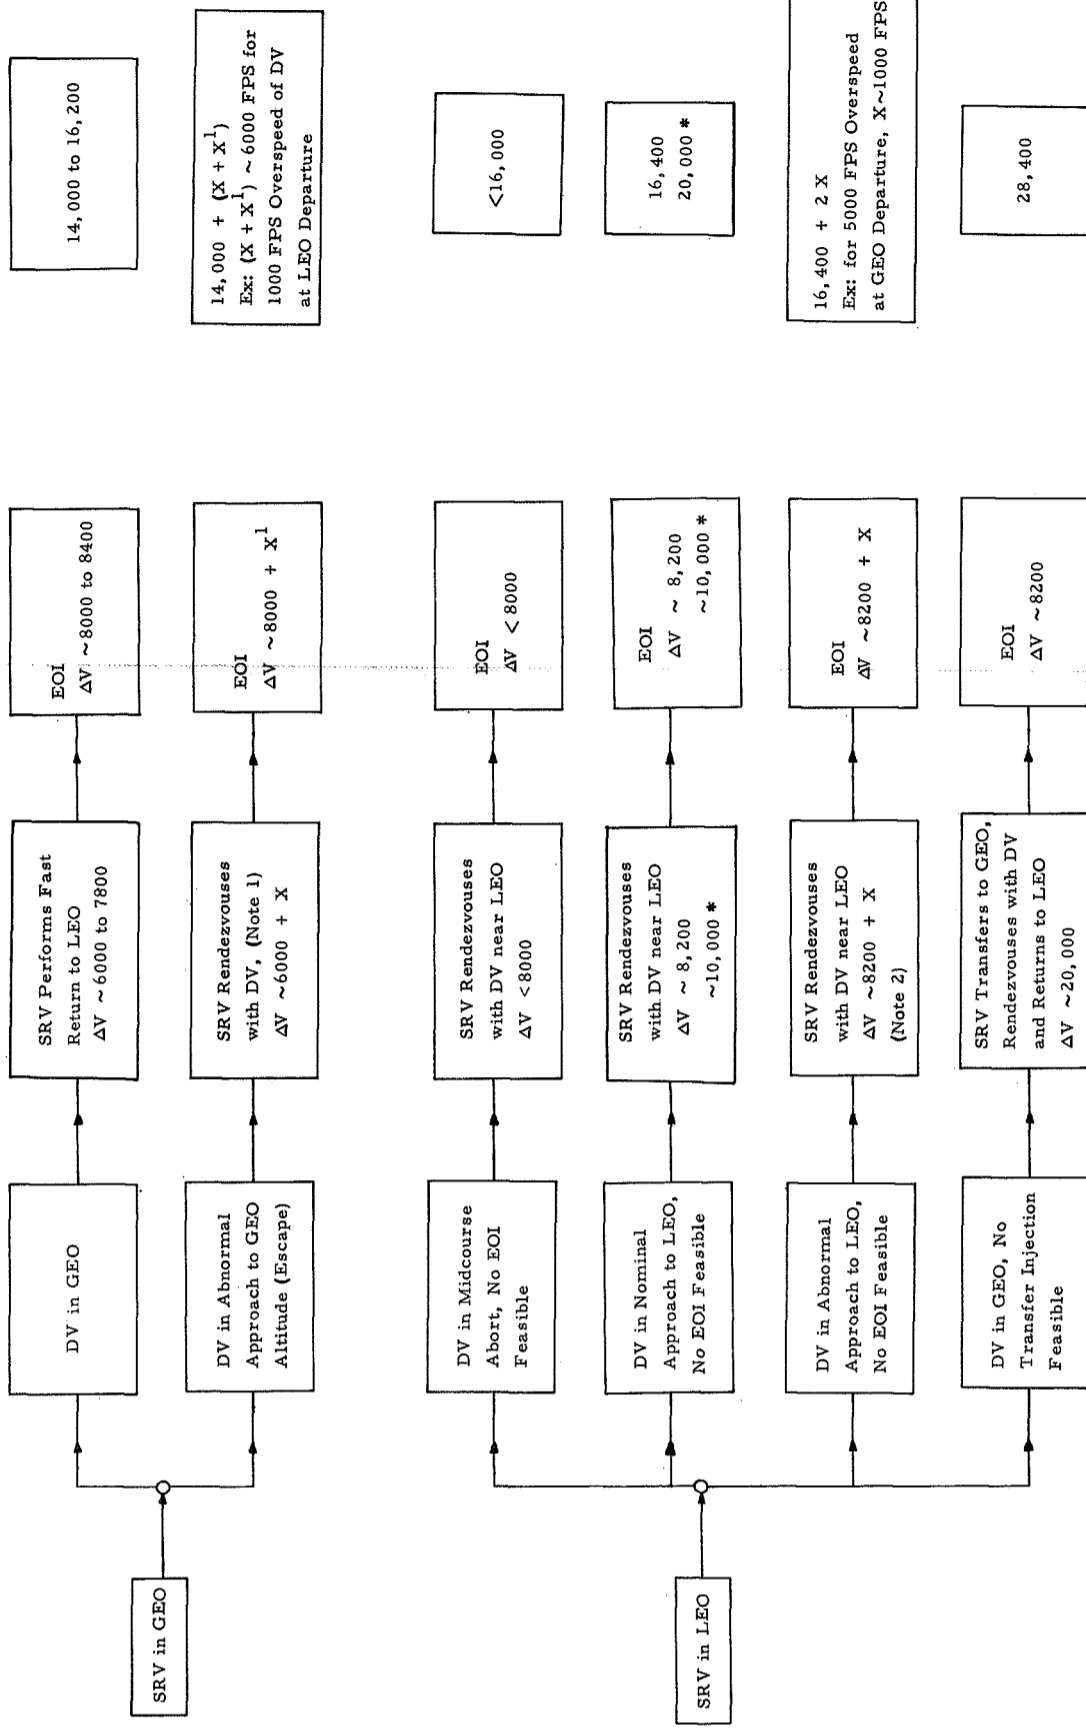 SRV in GEO
DV in GEO
SRV Performs Fast
Return to LEO
ΔV ~6000 to 7800
EOI
ΔV ~8000 to 8400
14,000 to 16,200
DV in Abnormal
Approach to GEO
Altitude (Escape)
SRV Rendezvouses
with DV, (Note 1)
ΔV ~6000 + X
EOI
ΔV ~8000 + X¹
14,000 + (X + X¹)
Ex: (X + X¹) ~ 6000 FPS for
1000 FPS Overspeed of DV
at LEO Departure
SRV in LEO
DV in Midcourse
Abort, No EOI
Feasible
SRV Rendezvouses
with DV near LEO
ΔV <8000
EOI
ΔV <8000
<16,000
DV in Nominal
Approach to LEO,
No EOI Feasible
SRV Rendezvouses
with DV near LEO
ΔV ~ 8,200
~10,000 *
EOI
ΔV ~ 8,200
~10,000 *
16,400
20,000 *
DV in Abnormal
Approach to LEO,
No EOI Feasible
SRV Rendezvouses
with DV near LEO
ΔV ~8200 + X
(Note 2)
EOI
ΔV ~8200 + X
16,400 + 2 X
Ex: for 5000 FPS Overspeed
at GEO Departure, X~1000 FPS
DV in GEO, No
Transfer Injection
Feasible
SRV Transfers to GEO,
Rendezvouses with DV
and Returns to LEO
ΔV ~20,000
EOI
ΔV ~8200
28,400